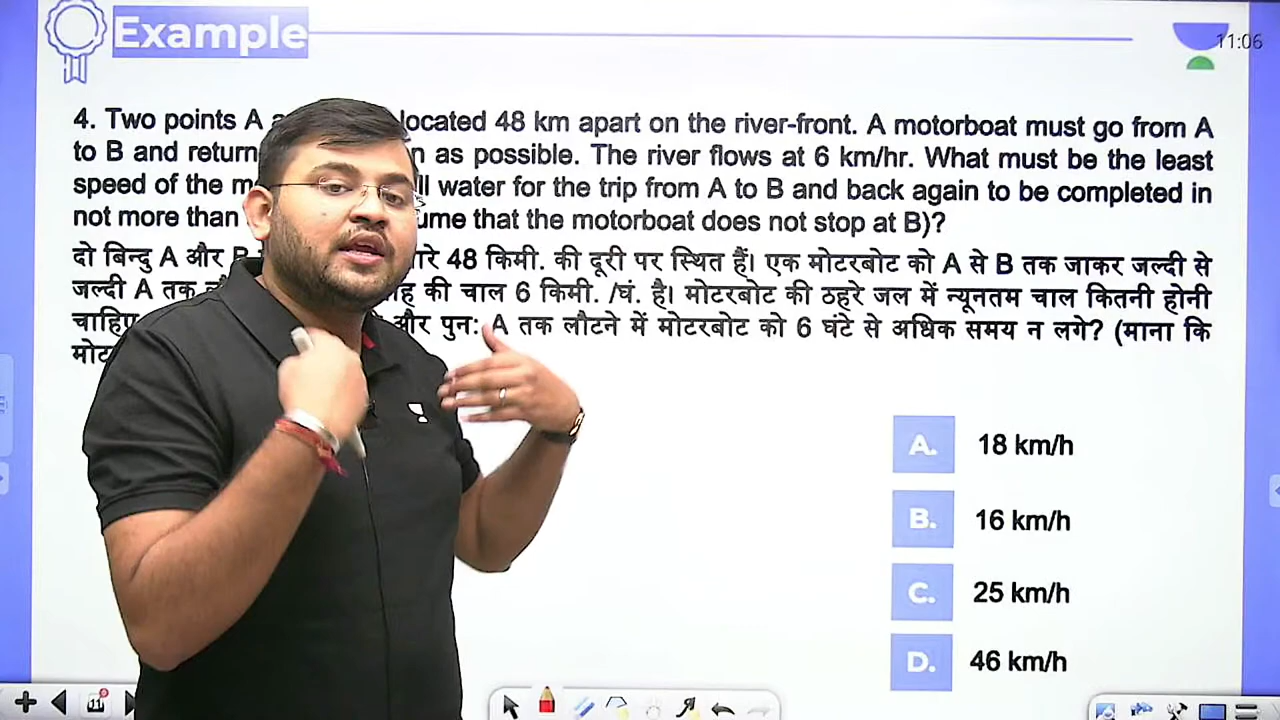 Example
11:06
4. Two points A located 48 km apart on the river-front. A motorboat must go from A
to B and return as possible. The river flows at 6 km/hr. What must be the least
speed of the water for the trip from A to B and back again to be completed in
not more than that the motorboat does not stop at B)?
दो बिन्दु A और 48 किमी. की दूरी पर स्थित हैं। एक मोटरबोट को A से B तक जाकर जल्दी से
जल्दी A तक की चाल 6 किमी. /घं. है। मोटरबोट की ठहरे जल में न्यूनतम चाल कितनी होनी
चाहिए और पुन: A तक लौटने में मोटरबोट को 6 घंटे से अधिक समय न लगे? (माना कि
A. 18 km/h
B. 16 km/h
C. 25 km/h
D. 46 km/h
11